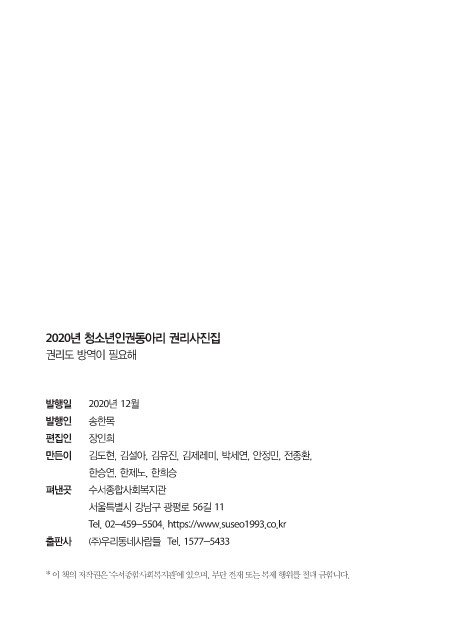 2020년 청소년인권동아리 권리사진집
권리도 방역이 필요해
발행일 2020년 12월
발행인 송한목
편집인 장인희
만든이 김도현, 김설아, 김유진, 김제레미, 박세연, 안정민, 전종환,
한승연, 한제노, 한희승
펴낸곳 수서종합사회복지관
서울특별시 강남구 광평로 56길 11
Tel. 02-459-5504, https://www.suseo1993.co.kr
출판사 ㈜우리동네사람들 Tel. 1577-5433
* 이 책의 저작권은 '수서종합사회복지관'에 있으며, 무단 전재 또는 복제 행위를 절대 금합니다.